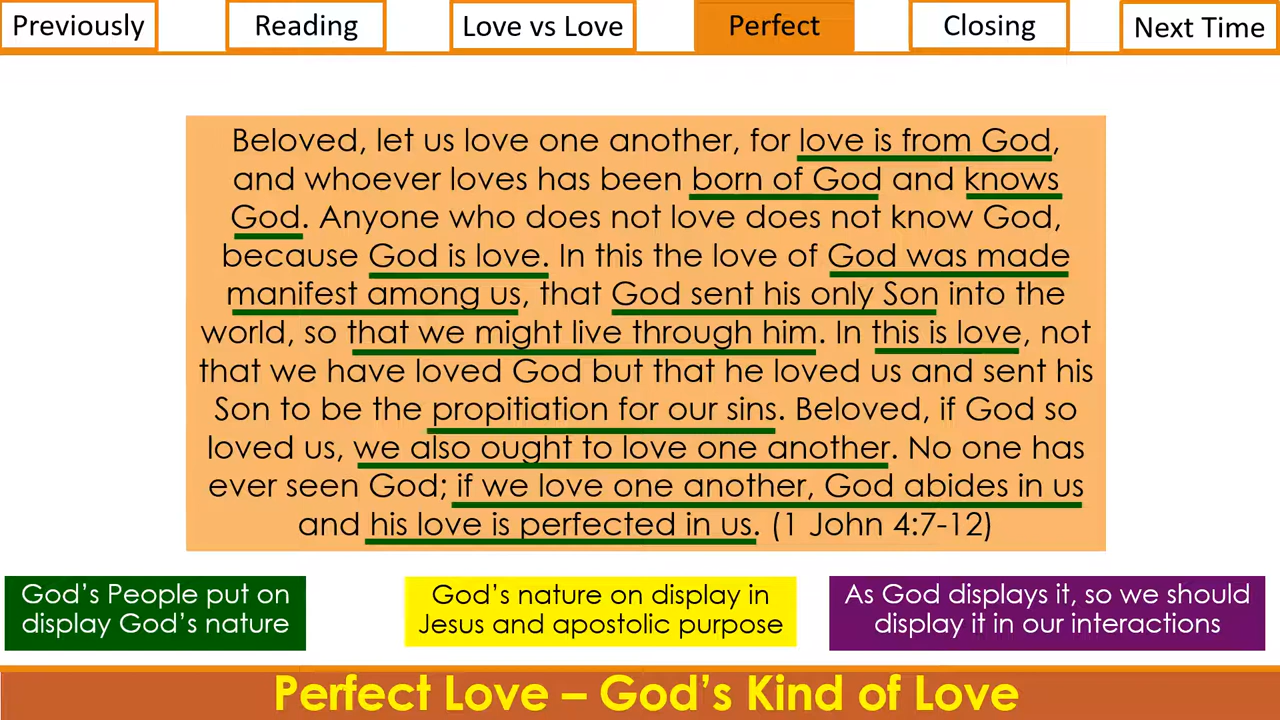 Previously
Reading
Love vs Love
Perfect
Closing
Next Time
Beloved, let us love one another, for love is from God,
and whoever loves has been born of God and knows
God. Anyone who does not love does not know God,
because God is love. In this the love of God was made
manifest among us, that God sent his only Son into the
world, so that we might live through him. In this is love, not
that we have loved God but that he loved us and sent his
Son to be the propitiation for our sins. Beloved, if God so
loved us, we also ought to love one another. No one has
ever seen God; if we love one another, God abides in us
and his love is perfected in us. (1 John 4:7-12)
God's People put on
display God's nature
God's nature on display in
Jesus and apostolic purpose
As God displays it, so we should
display it in our interactions
Perfect Love – God's Kind of Love